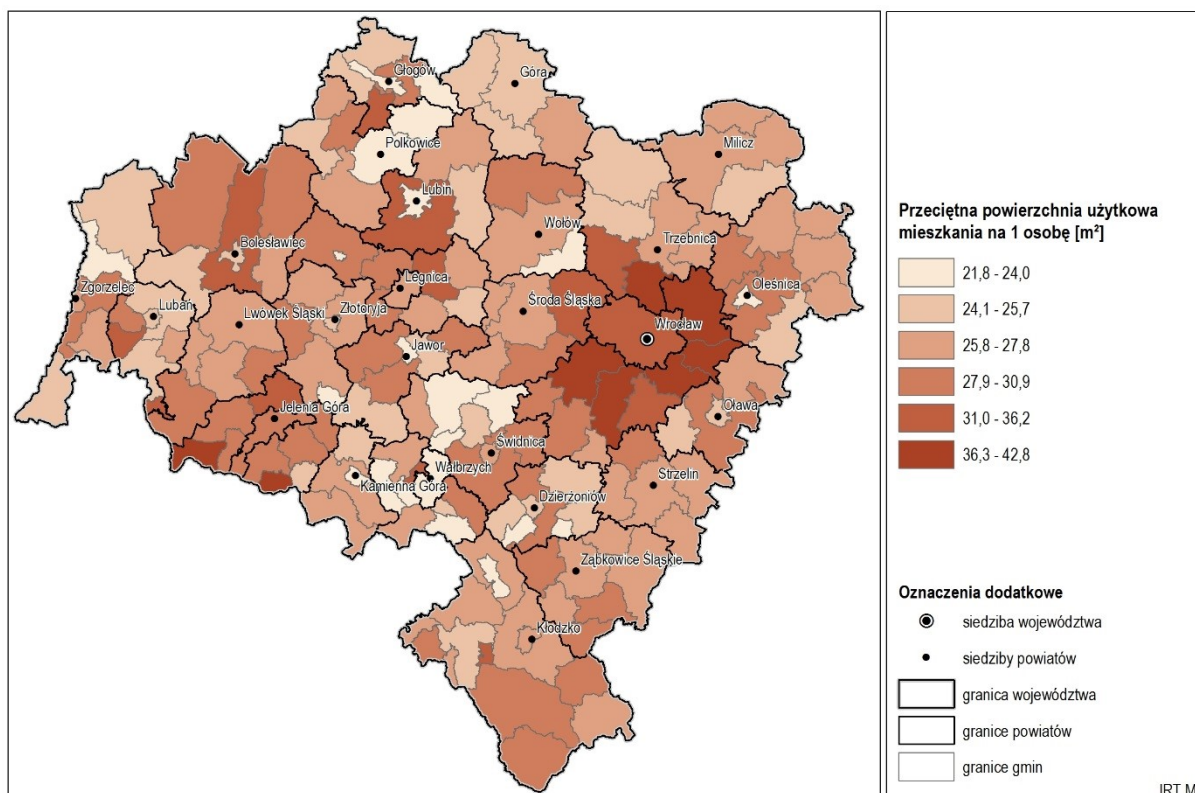 Głogów
Góra
Polkowice
Milicz
Lubin
Wołów
Trzebnica
Bolesławiec
Oleśnica
Legnica
Zgorzelec
Środa Śląska
Lubań
Złotoryja
Lwówek Śląski
Wrocław
Jawor
Jelenia Góra
Oława
Świdnica
Wałbrzych
Kamienna Góra
Strzelin
Dzierżoniów
Ząbkowice Śląskie
Kłodzko
Przeciętna powierzchnia użytkowa
mieszkania na 1 osobę [m²]
21,8 - 24,0
24,1 - 25,7
25,8 - 27,8
27,9 - 30,9
31,0 - 36,2
36,3 - 42,8
Oznaczenia dodatkowe
siedziba województwa
siedziby powiatów
granica województwa
granice powiatów
granice gmin
IRT M